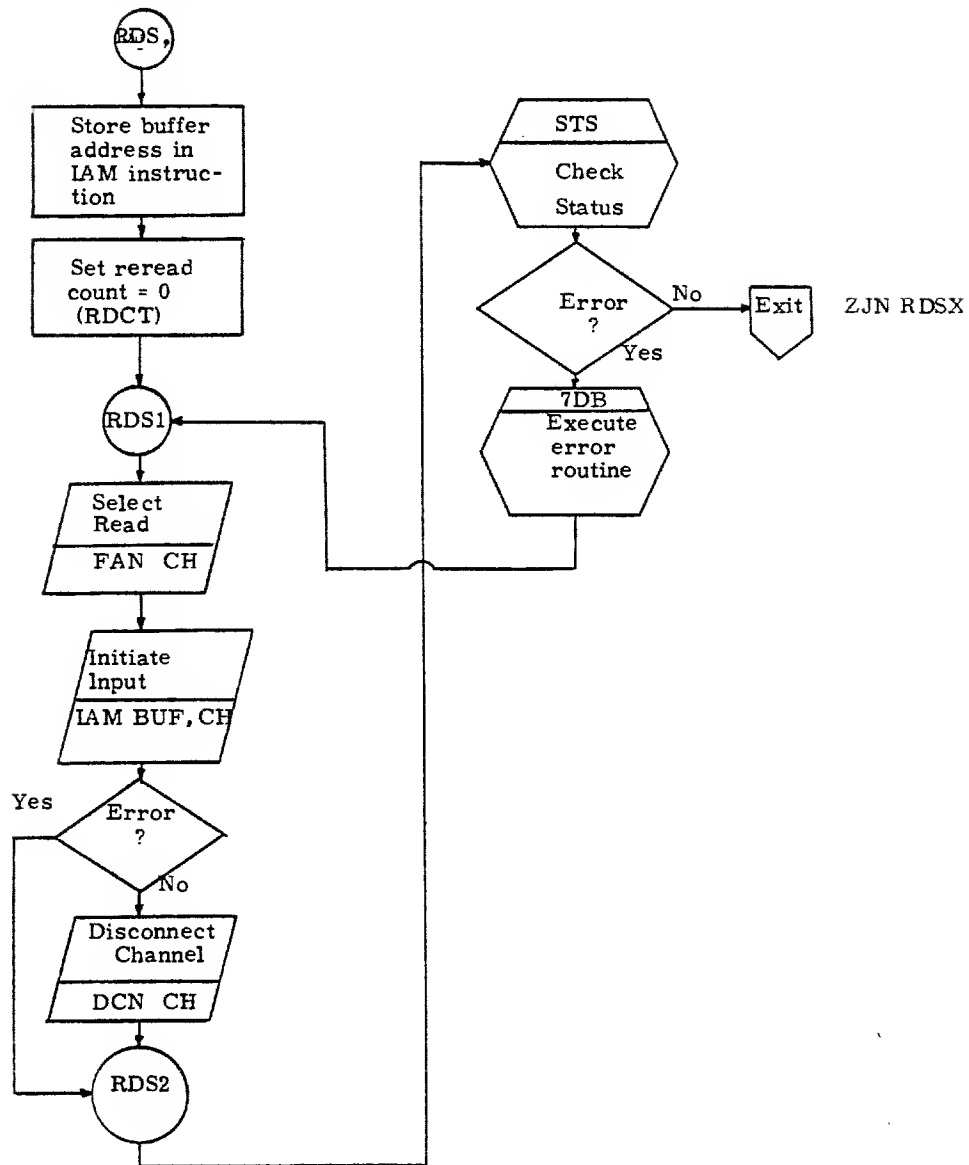 RDS,
Store buffer
address in
IAM instruc-
tion
Set reread
count = 0
(RDCT)
RDS1
Select
Read
FAN CH
Initiate
Input
IAM BUF, CH
Yes
Error
?
No
Disconnect
Channel
DCN CH
RDS2
STS
Check
Status
Error
?
No
Yes
Exit
ZJN RDSX
7DB
Execute
error
routine